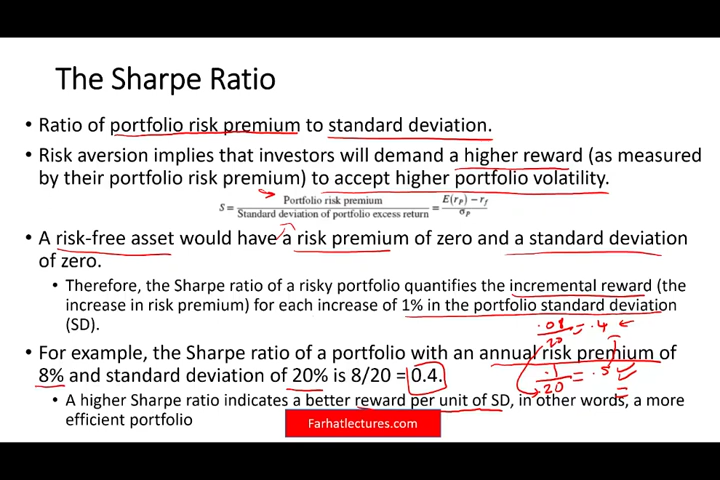 The Sharpe Ratio
• Ratio of portfolio risk premium to standard deviation.
• Risk aversion implies that investors will demand a higher reward (as measured
by their portfolio risk premium) to accept higher portfolio volatility.
S = Portfolio risk premium / Standard deviation of portfolio excess return = E(rP) − rf / σP
• A risk-free asset would have a risk premium of zero and a standard deviation
of zero.
• Therefore, the Sharpe ratio of a risky portfolio quantifies the incremental reward (the
increase in risk premium) for each increase of 1% in the portfolio standard deviation
(SD).
.08 / .20 = .4
• For example, the Sharpe ratio of a portfolio with an annual risk premium of
8% and standard deviation of 20% is 8/20 = 0.4.
.1 / .20 = .5
• A higher Sharpe ratio indicates a better reward per unit of SD, in other words, a more
efficient portfolio
Farhatlectures.com